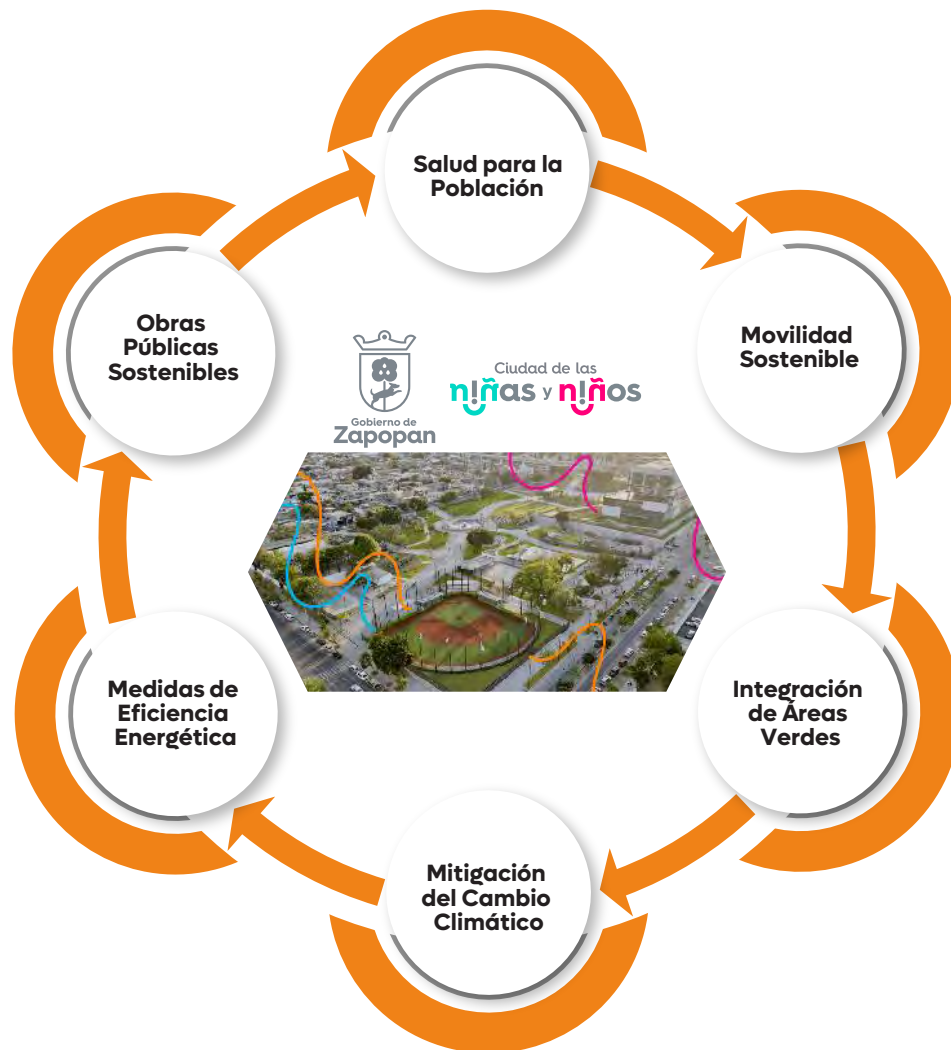 Salud para la
Población
Movilidad
Sostenible
Integración
de Áreas
Verdes
Mitigación
del Cambio
Climático
Medidas de
Eficiencia
Energética
Obras
Públicas
Sostenibles
Gobierno de
Zapopan
Ciudad de las
niñas y niños